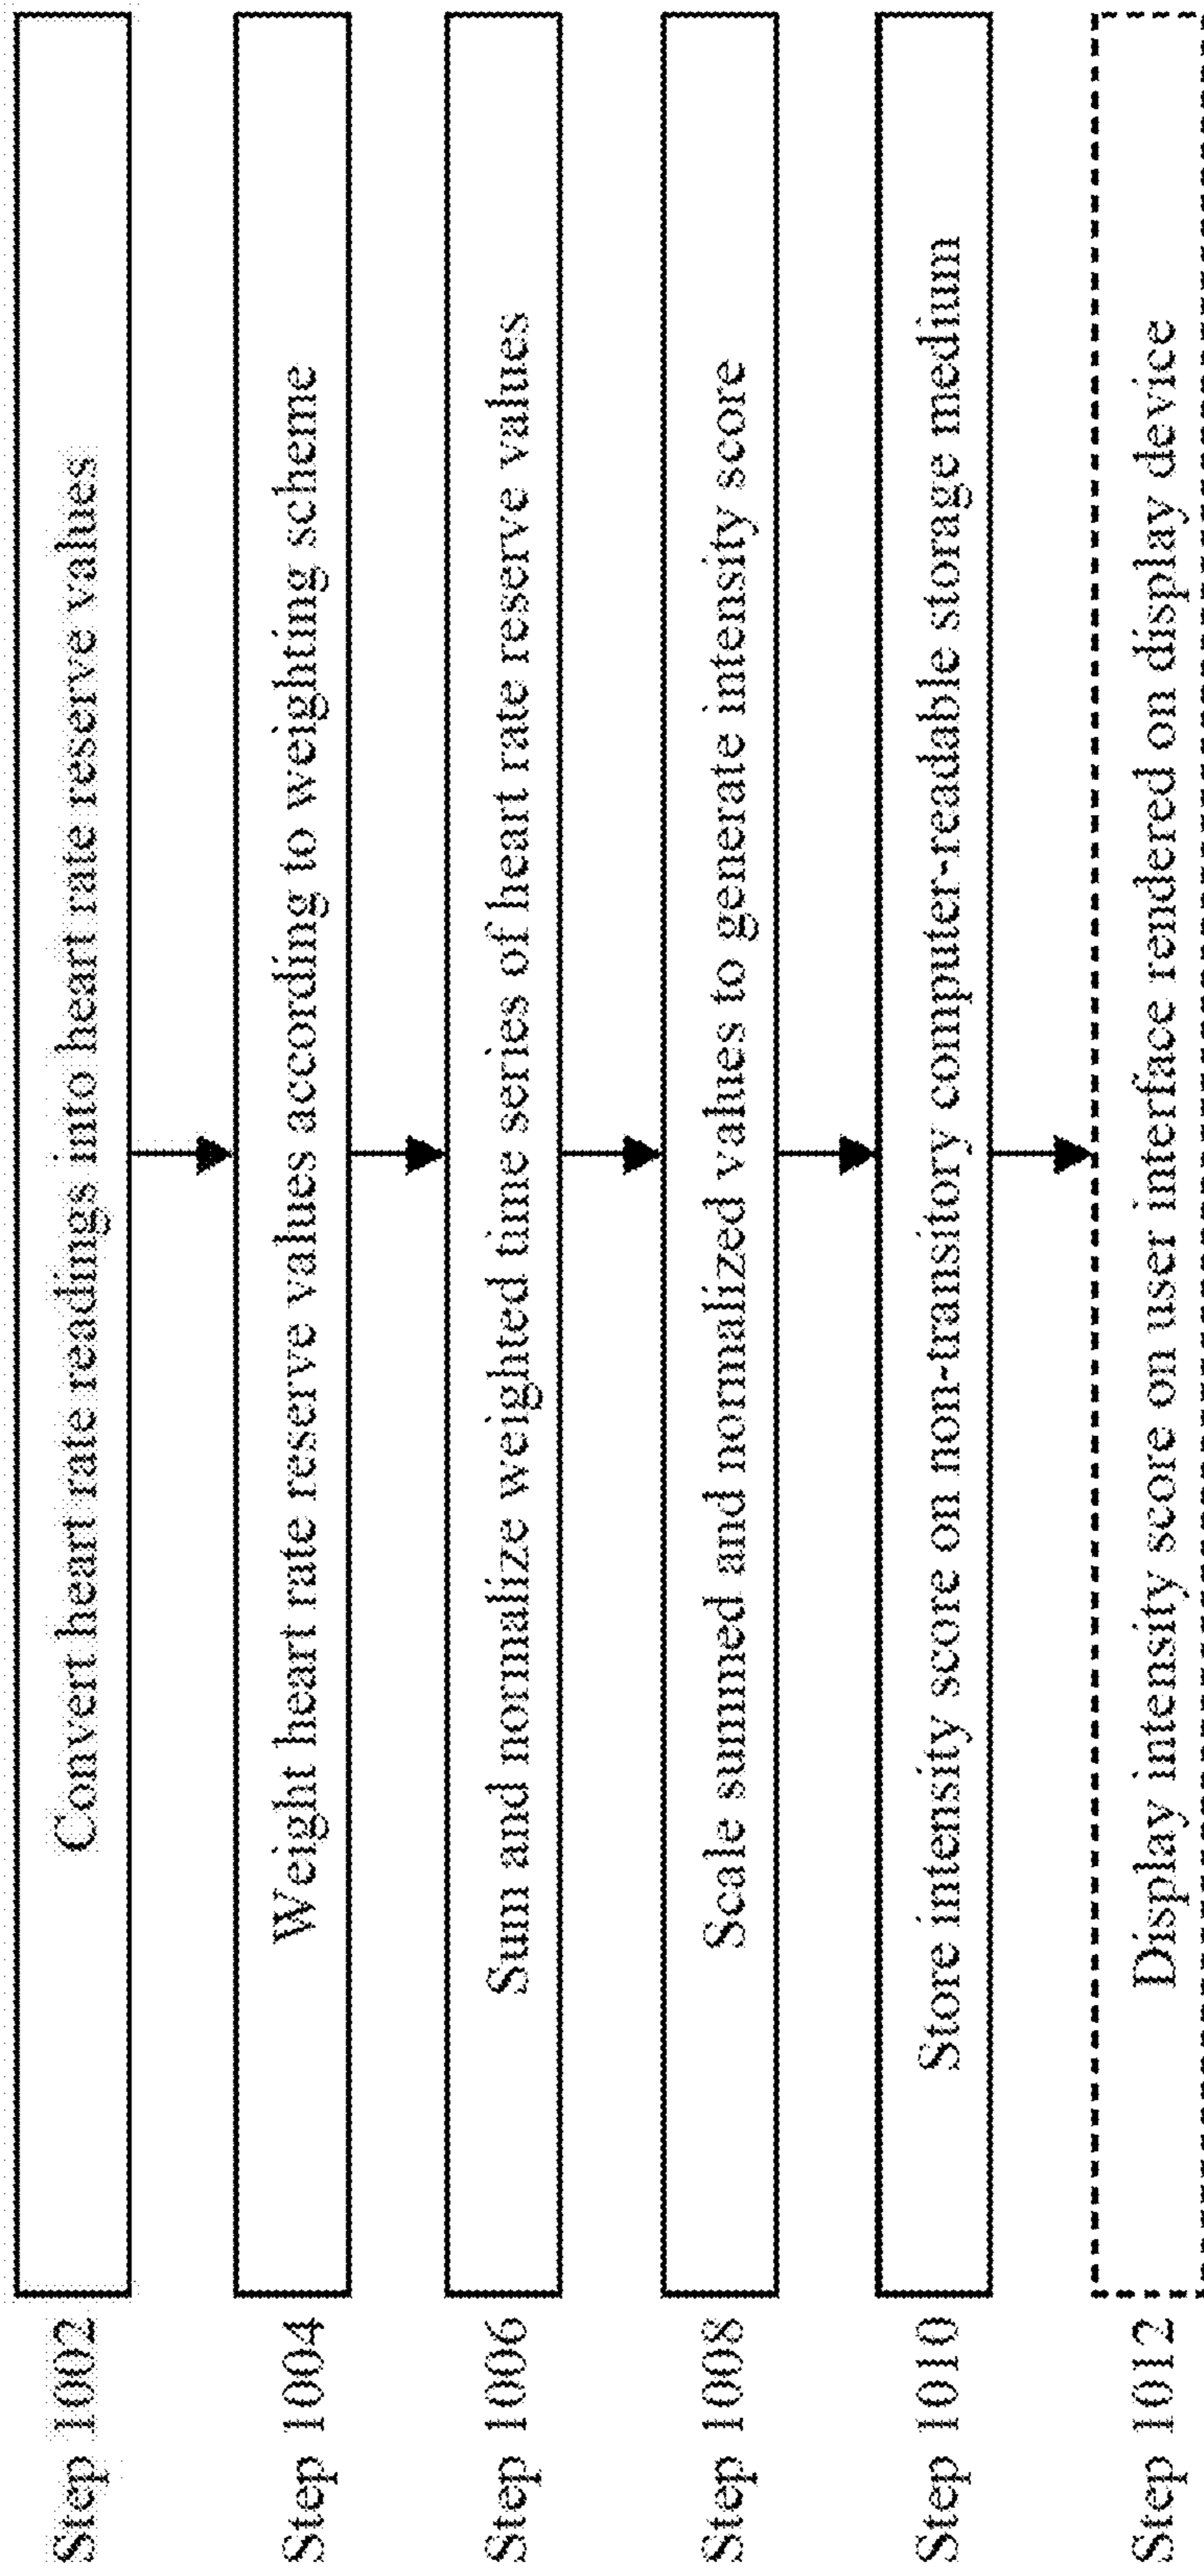 Step 1002 Convert heart rate readings into heart rate reserve values
Step 1004 Weight heart rate reserve values according to weighting scheme
Step 1006 Sum and normalize weighted time series of heart rate reserve values
Step 1008 Scale summed and normalized values to generate intensity score
Step 1010 Store intensity score on non-transitory computer-readable storage medium
Step 1012 Display intensity score on user interface rendered on display device